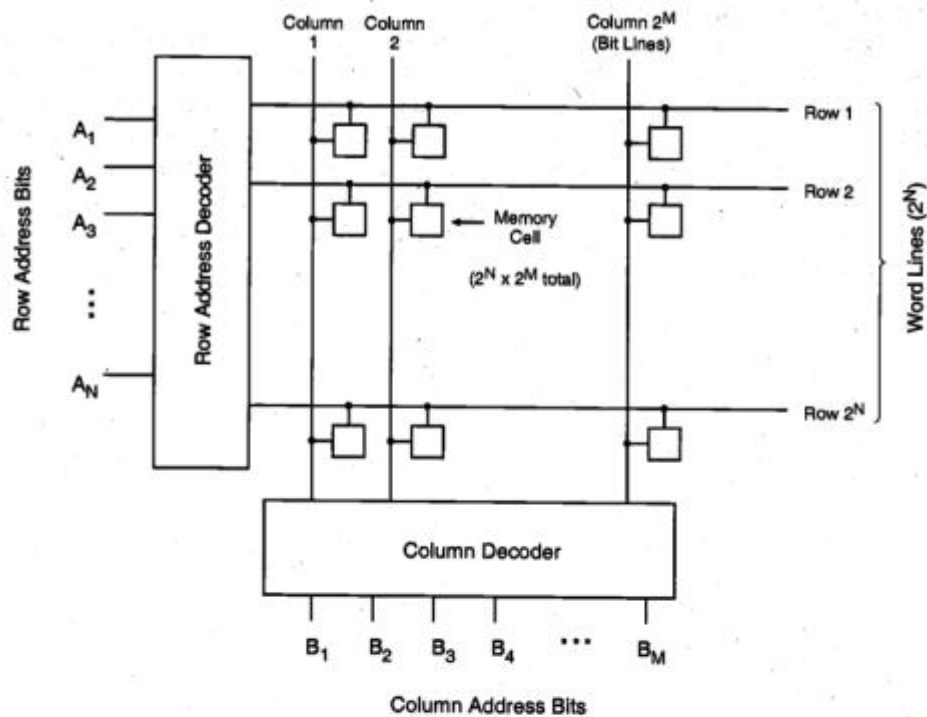 Column 1
Column 2
Column 2^M
(Bit Lines)
Row Address Bits
A₁
A₂
A₃
...
A_N
Row Address Decoder
Row 1
Row 2
Memory
Cell
(2^N x 2^M total)
Row 2^N
Word Lines (2^N)
Column Decoder
B₁ B₂ B₃ B₄ ... B_M
Column Address Bits